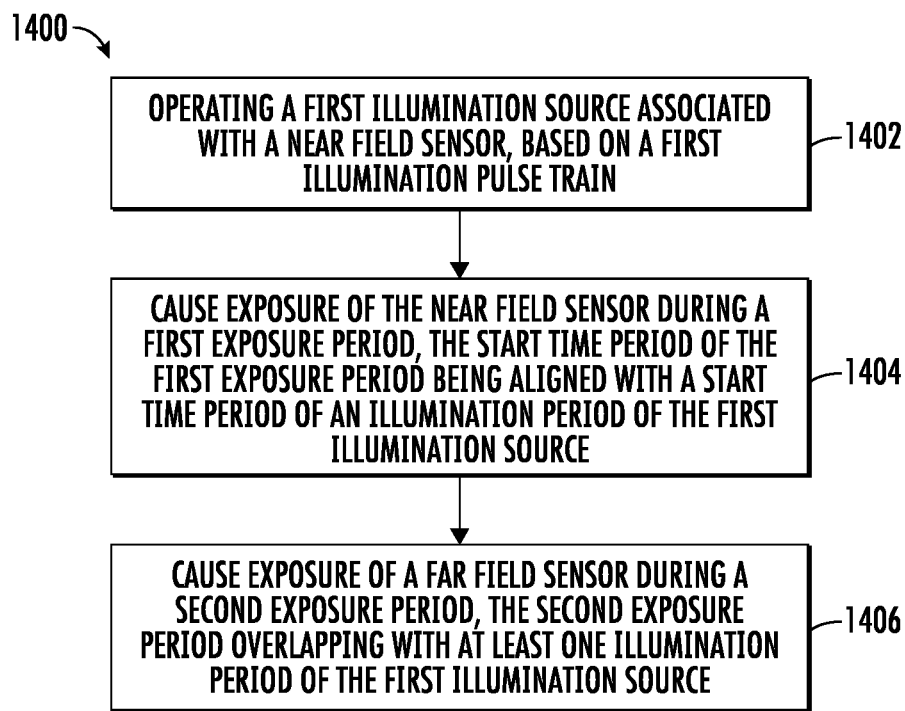 1400
OPERATING A FIRST ILLUMINATION SOURCE ASSOCIATED
WITH A NEAR FIELD SENSOR, BASED ON A FIRST
ILLUMINATION PULSE TRAIN
1402
CAUSE EXPOSURE OF THE NEAR FIELD SENSOR DURING A
FIRST EXPOSURE PERIOD, THE START TIME PERIOD OF THE
FIRST EXPOSURE PERIOD BEING ALIGNED WITH A START
TIME PERIOD OF AN ILLUMINATION PERIOD OF THE FIRST
ILLUMINATION SOURCE
1404
CAUSE EXPOSURE OF A FAR FIELD SENSOR DURING A
SECOND EXPOSURE PERIOD, THE SECOND EXPOSURE
PERIOD OVERLAPPING WITH AT LEAST ONE ILLUMINATION
PERIOD OF THE FIRST ILLUMINATION SOURCE
1406